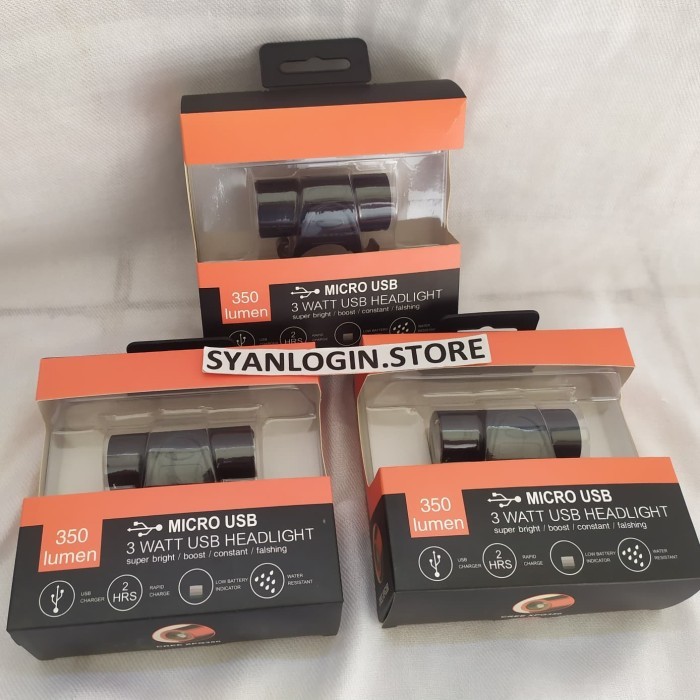 350
lumen
MICRO USB
3 WATT USB HEADLIGHT
super bright / boost / constant / falshing
2
HRS
RAPID
LOW BATTERY
WATER
SYANLOGIN.STORE
350
lumen
MICRO USB
3 WATT USB HEADLIGHT
super bright / boost / constant / falshing
USB
CHARGER
2
HRS
RAPID
CHARGE
LOW BATTERY
INDICATOR
WATER
RESISTANT
350
lumen
MICRO USB
3 WATT USB HEADLIGHT
super bright / boost / constant / falshing
USB
CHARGER
2
HRS
RAPID
CHARGE
LOW BATTERY
INDICATOR
WATER
RESISTANT